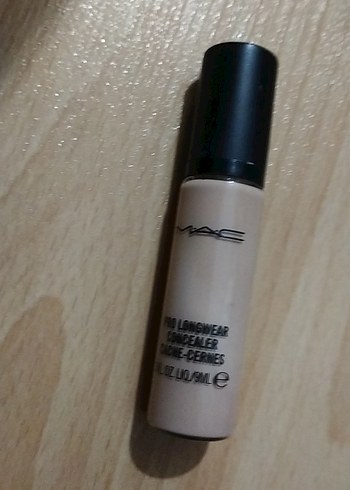 MAC
PRO LONGWEAR
CONCEALER
CACHE-CERNES
FL. OZ. LIQ./9ML e